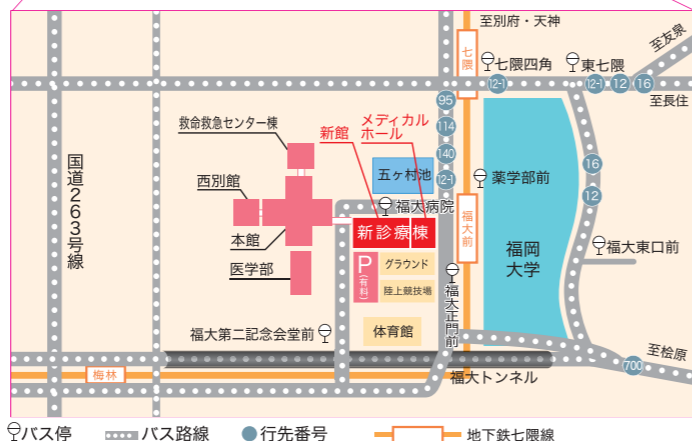 至別府・天神
七隈
七隈四角
東七隈
至友泉
12-1
12-1
12
16
至長住
95
114
140
12-1
救命救急センター棟
新館
メディカル
ホール
五ヶ村池
薬学部前
国道263号線
西別館
本館
医学部
福大病院
新診療棟
福大前
福岡
大学
16
12
福大東口前
P
(有料)
グラウンド
陸上競技場
福大正門前
福大第二記念会堂前
体育館
至桧原
700
梅林
福大トンネル
バス停
バス路線
行先番号
地下鉄七隈線